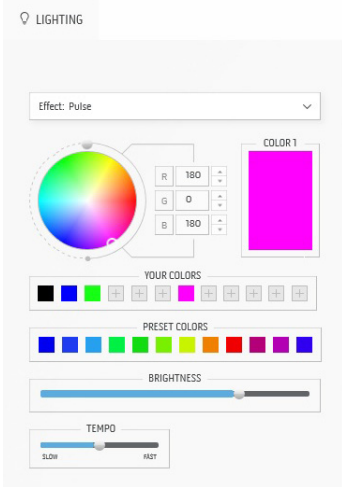 LIGHTING
Effect: Pulse
COLOR 1
R 180
G 0
B 180
YOUR COLORS
PRESET COLORS
BRIGHTNESS
TEMPO
SLOW FAST